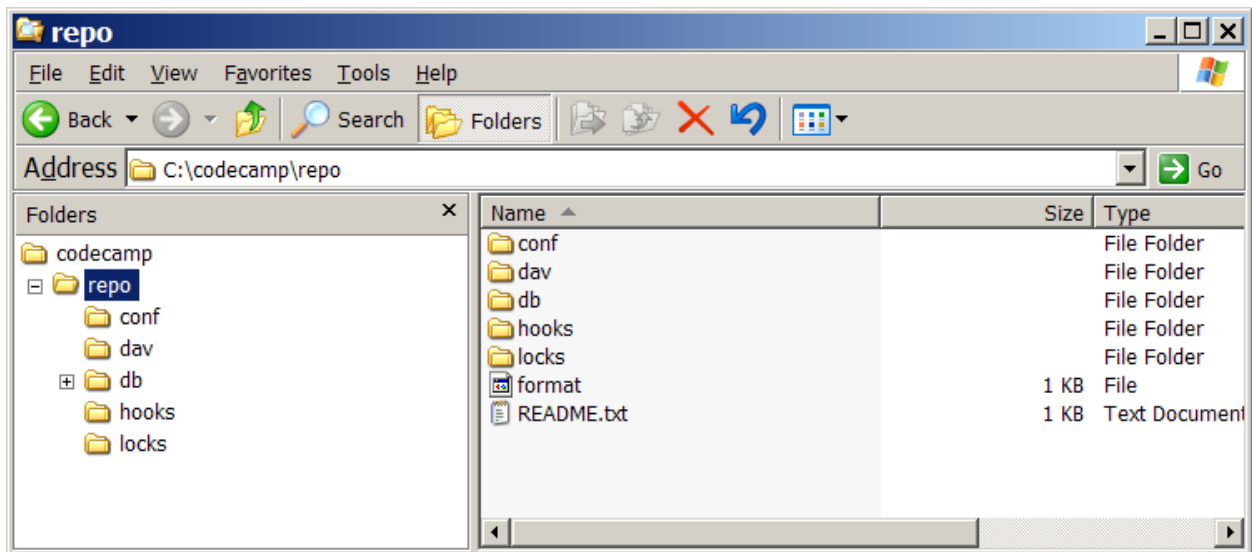 repo
File Edit View Favorites Tools Help
Back Search Folders
Address C:\codecamp\repo Go
Folders x Name Size Type
codecamp
repo
conf
dav
db
hooks
locks
conf File Folder
dav File Folder
db File Folder
hooks File Folder
locks File Folder
format 1 KB File
README.txt 1 KB Text Document